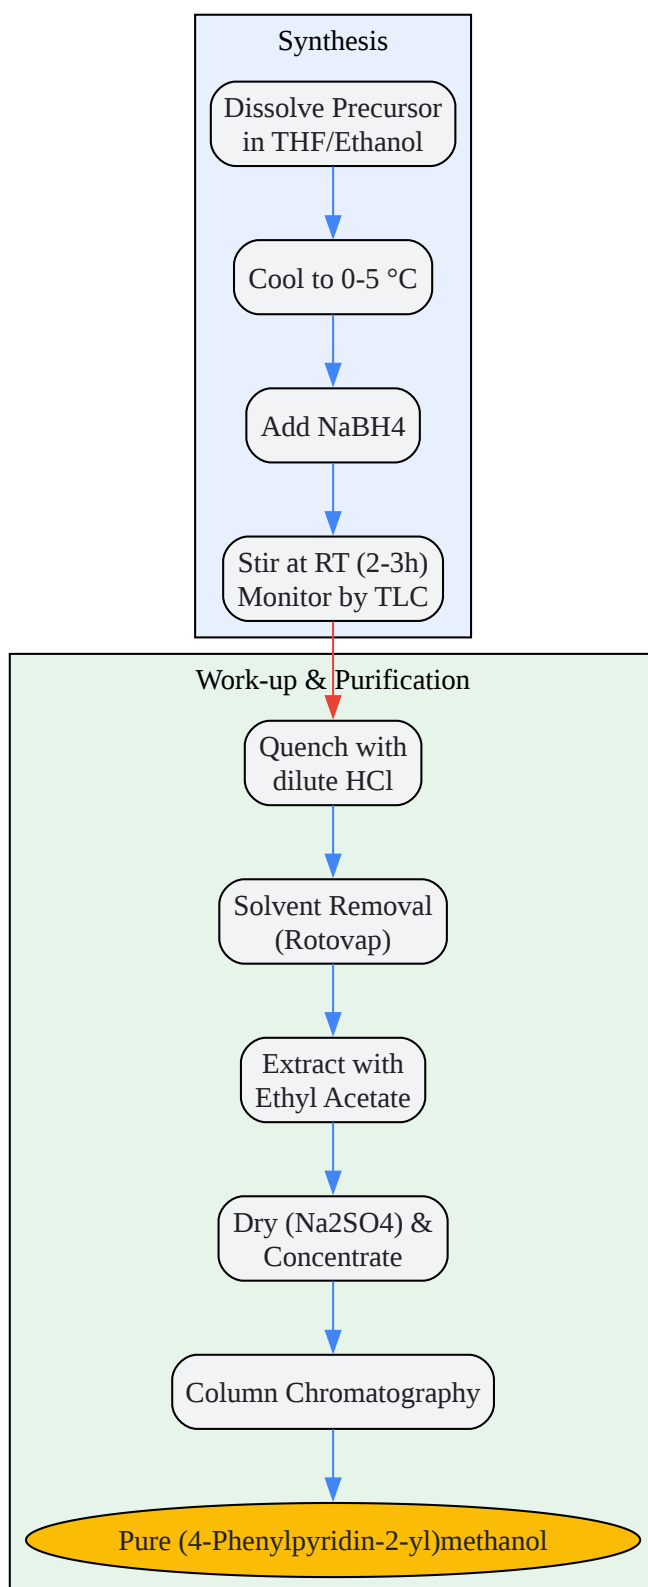 Synthesis
Dissolve Precursor
in THF/Ethanol
Cool to 0-5 °C
Add NaBH4
Stir at RT (2-3h)
Monitor by TLC
Work-up & Purification
Quench with
dilute HCl
Solvent Removal
(Rotovap)
Extract with
Ethyl Acetate
Dry (Na2SO4) &
Concentrate
Column Chromatography
Pure (4-Phenylpyridin-2-yl)methanol